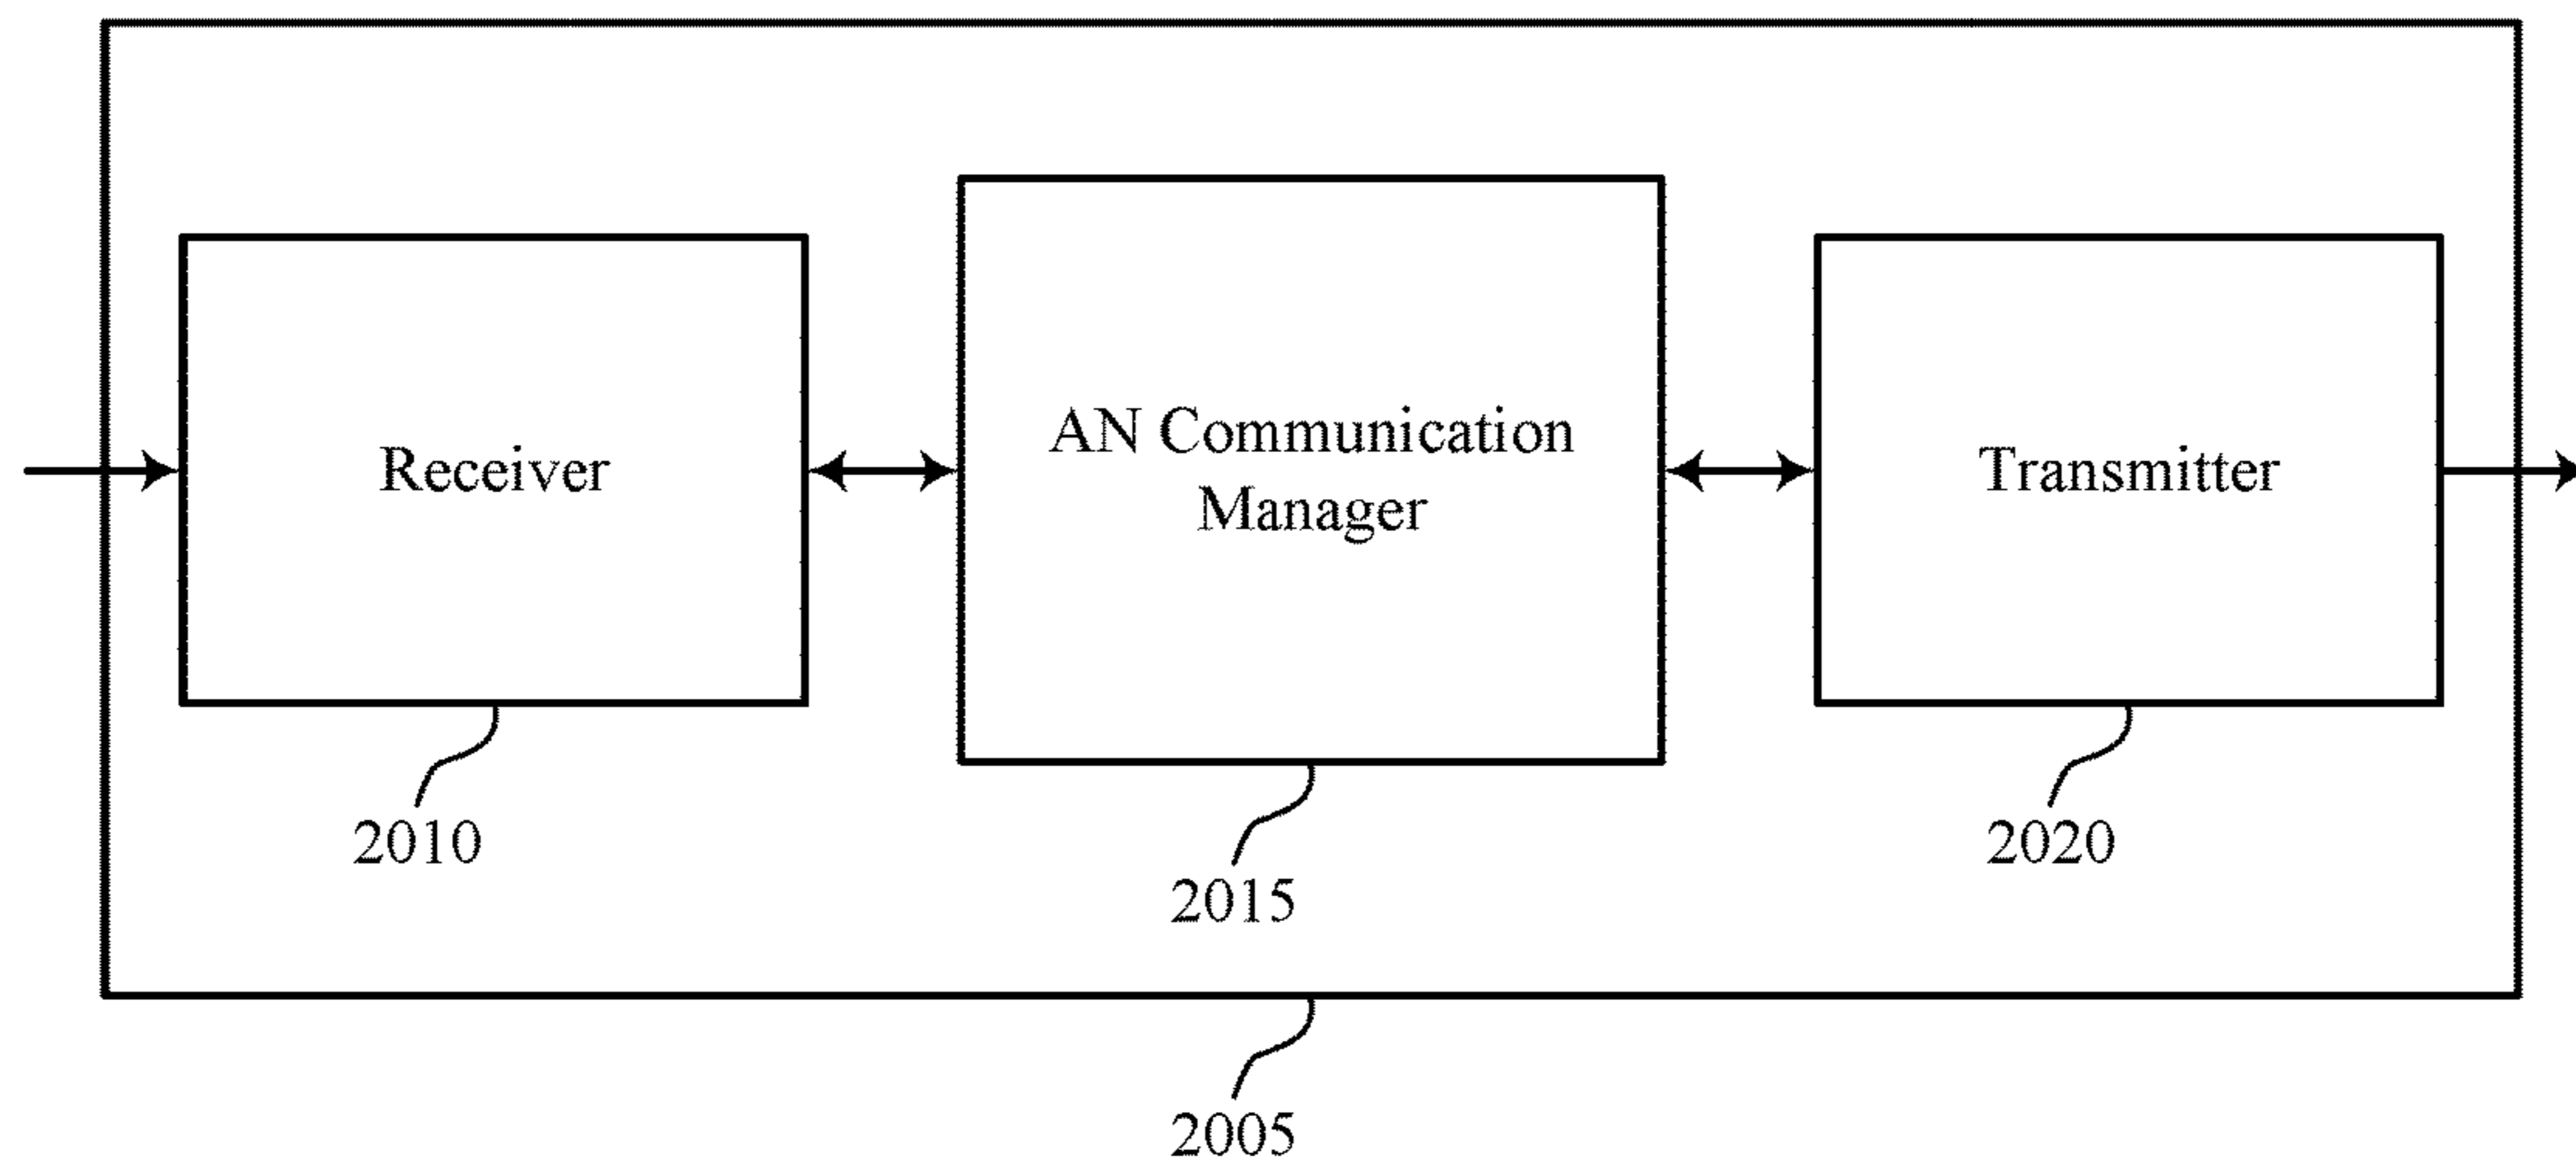 Receiver
AN Communication
Manager
Transmitter
2010
2015
2020
2005